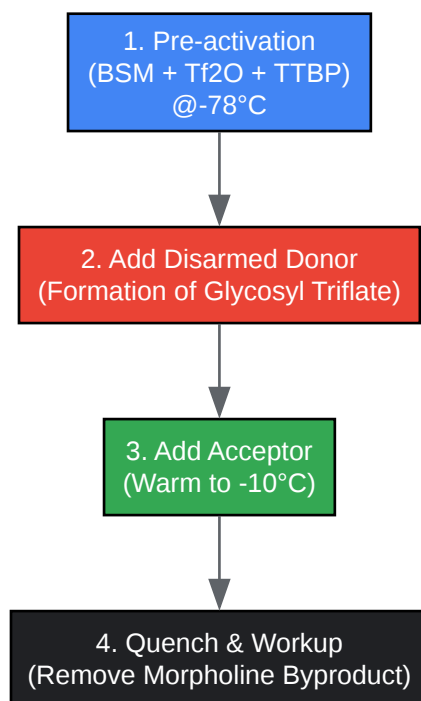 1. Pre-activation
(BSM + Tf2O + TTBP)
@-78°C
2. Add Disarmed Donor
(Formation of Glycosyl Triflate)
3. Add Acceptor
(Warm to -10°C)
4. Quench & Workup
(Remove Morpholine Byproduct)